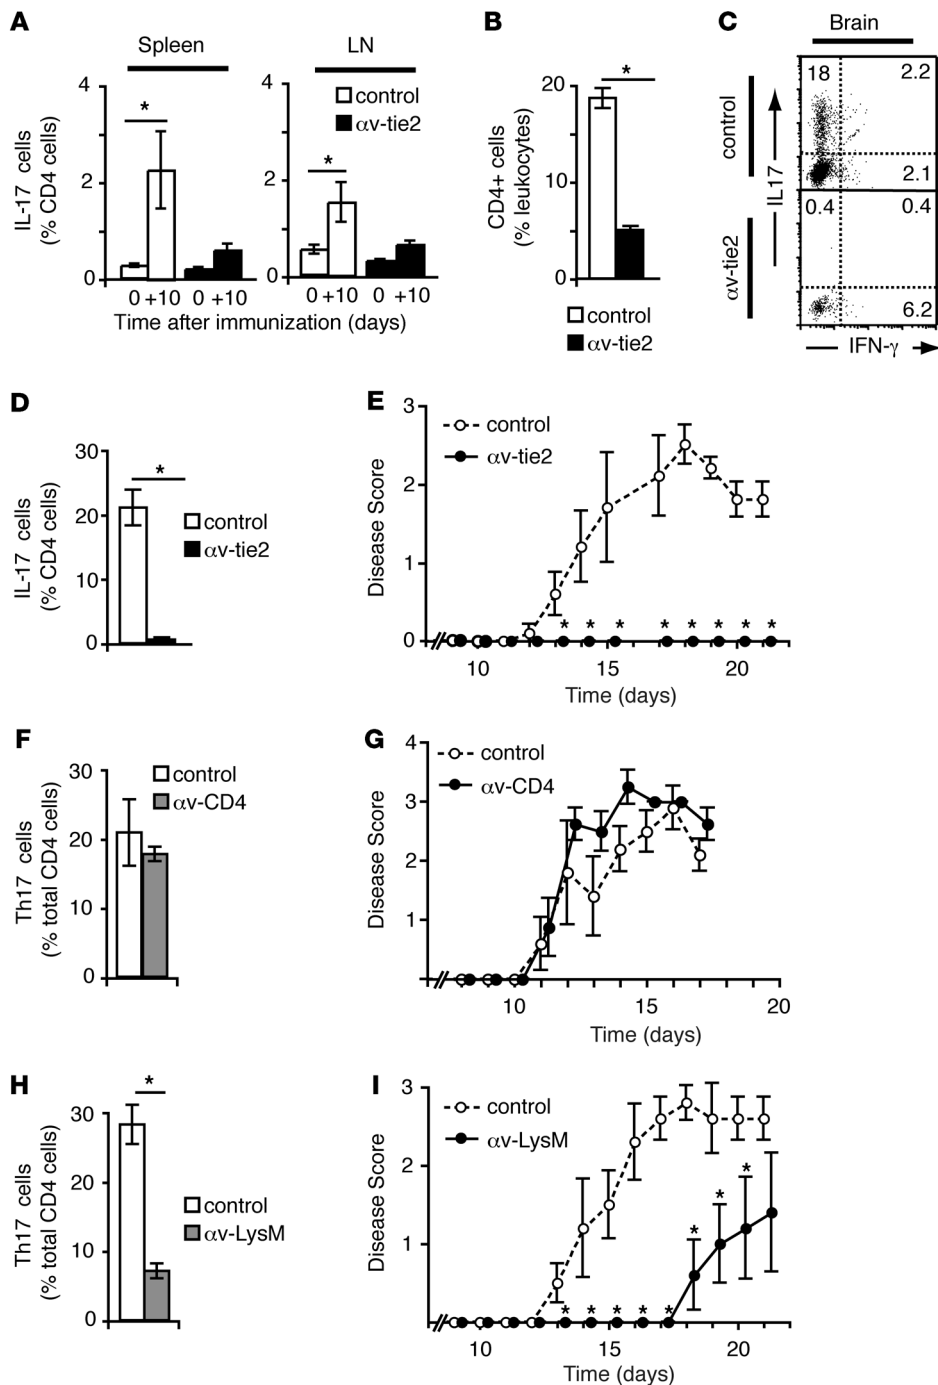 A
Spleen
LN
IL-17 cells
(% CD4 cells)
4
2
0
*
0 +10
0 +10
4
2
0
*
control
αv-tie2
0 +10
0 +10
Time after immunization (days)
B
CD4+ cells
(% leukocytes)
20
10
0
*
control
αv-tie2
C
Brain
control
αv-tie2
IL17
18
2.2
2.1
0.4
0.4
6.2
IFN-γ
D
IL-17 cells
(% CD4 cells)
30
20
10
0
*
control
αv-tie2
E
Disease Score
3
2
1
0
control
αv-tie2
* * * * * * * *
10
15
20
Time (days)
F
Th17 cells
(% total CD4 cells)
30
20
10
0
control
αv-CD4
G
Disease Score
4
3
2
1
control
αv-CD4
10
15
20
Time (days)
H
Th17 cells
(% total CD4 cells)
30
20
10
0
*
control
αv-LysM
I
Disease Score
3
2
1
control
αv-LysM
* * * * * * * *
10
15
20
Time (days)